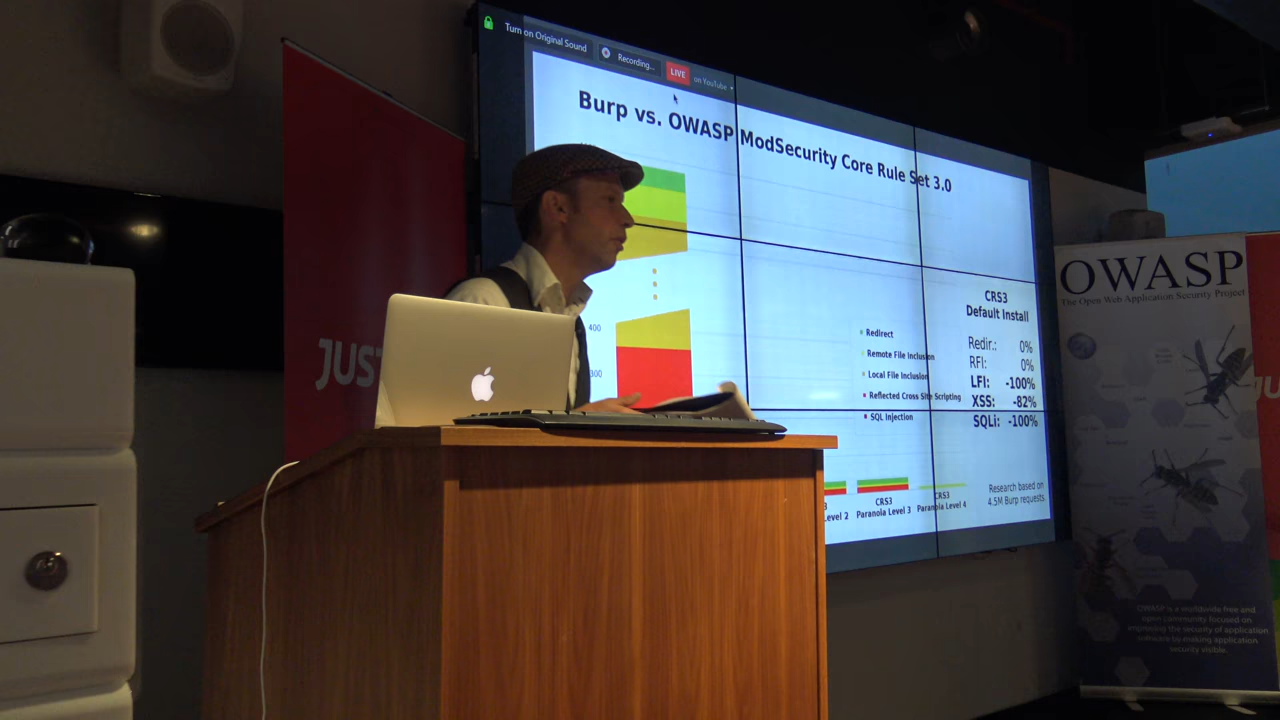 Turn on Original Sound
Recording...
LIVE
on YouTube
Burp vs. OWASP ModSecurity Core Rule Set 3.0
400
300
Redirect
Remote File Inclusion
Local File Inclusion
Reflected Cross Site Scripting
SQL Injection
CRS3
Default Install
Redir.: 0%
RFI: 0%
LFI: -100%
XSS: -82%
SQLi: -100%
3
Level 2
CRS3
Paranoia Level 3
CRS3
Paranoia Level 4
Research based on
4.5M Burp requests.
JUS
OWASP
The Open Web Application Security Project
OWASP is a worldwide free and
open community focused on
improving the security of application
software by making application
security visible.
JU